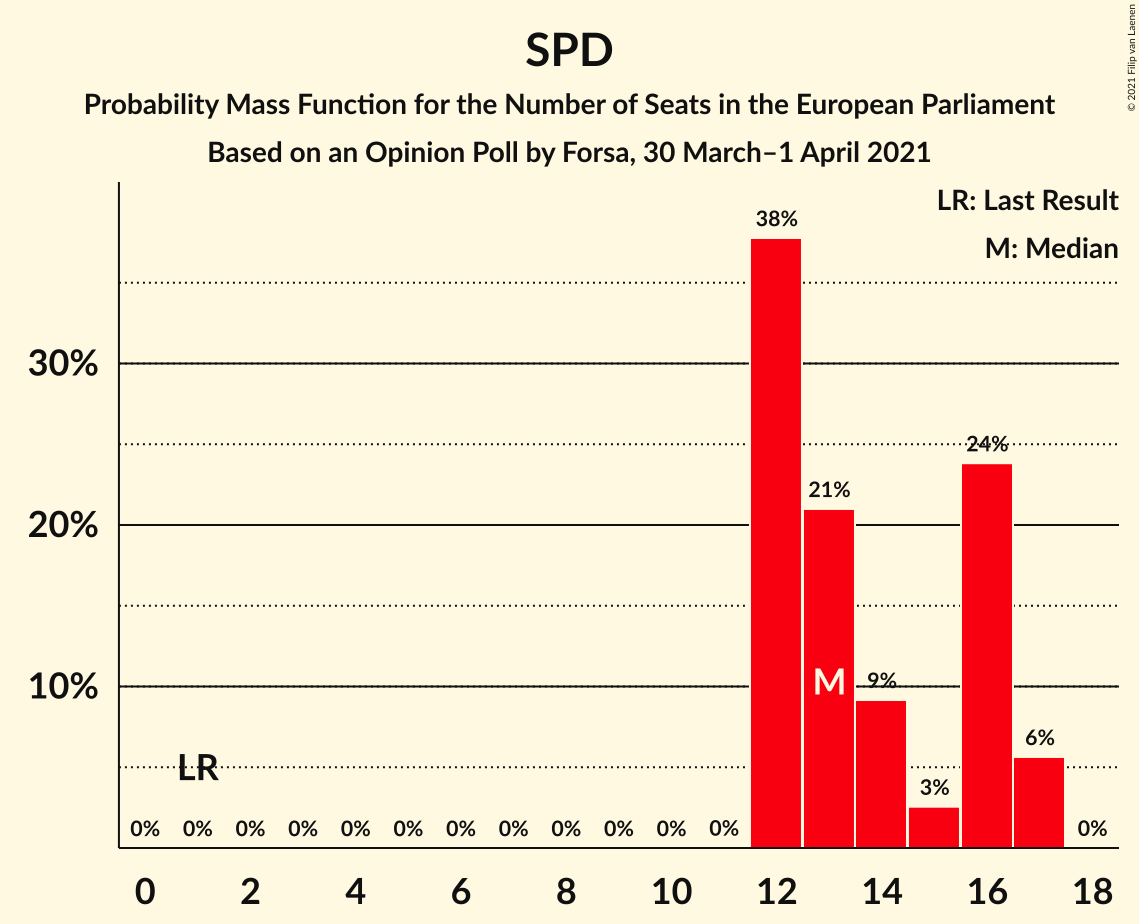 © 2021 Filip van Laenen
SPD
Probability Mass Function for the Number of Seats in the European Parliament
Based on an Opinion Poll by Forsa, 30 March–1 April 2021
LR: Last Result
M: Median
38%
30%
24%
21%
20%
10%
M
9%
6%
LR
3%
0% 0% 0% 0% 0% 0% 0% 0% 0% 0% 0% 0% 0%
0 2 4 6 8 10 12 14 16 18